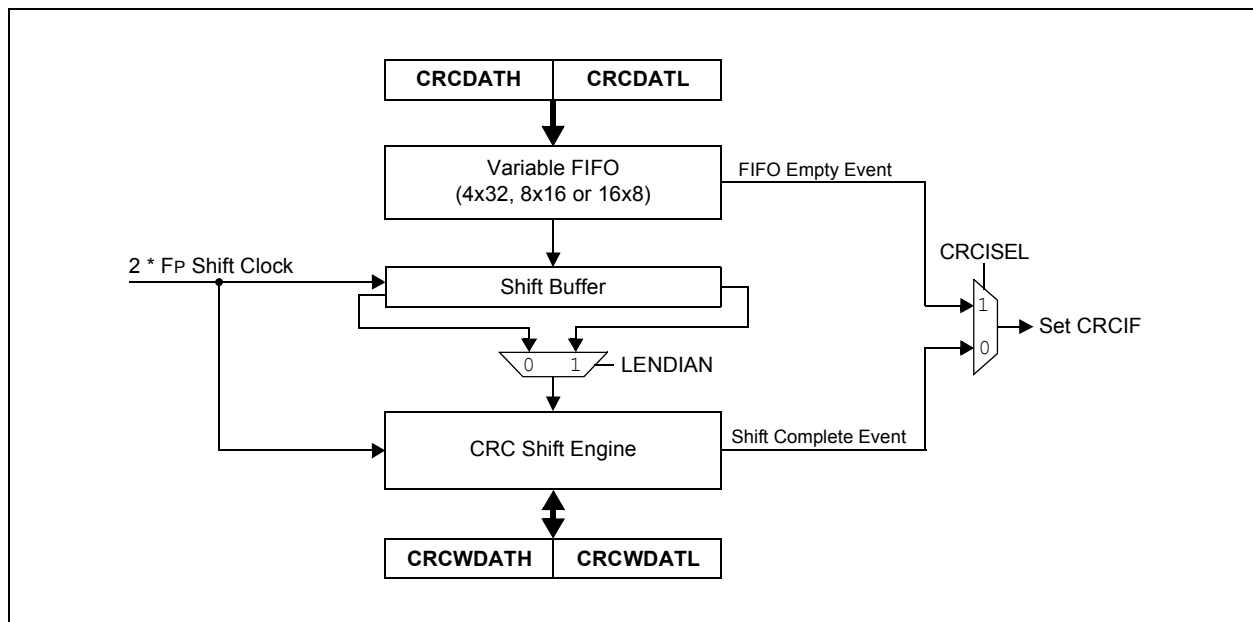 CRCDATH CRCDATL
Variable FIFO
(4x32, 8x16 or 16x8)
FIFO Empty Event
CRCISEL
2 * FP Shift Clock
Shift Buffer
1
Set CRCIF
0
0 1
LENDIAN
CRC Shift Engine
Shift Complete Event
CRCWDATH CRCWDATL